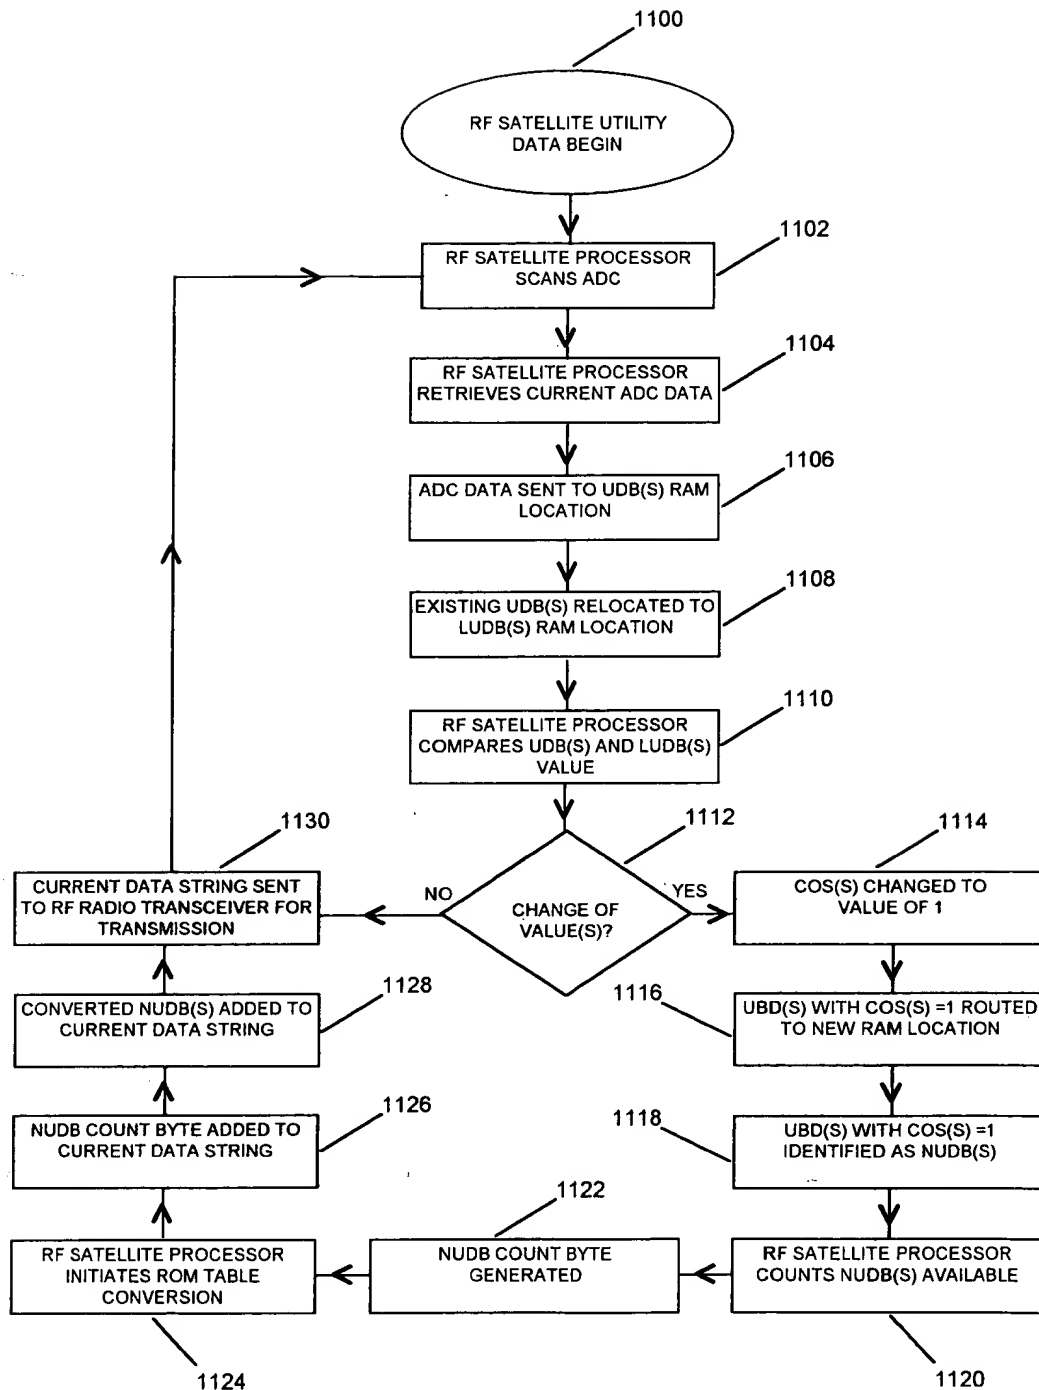 1100
RF SATELLITE UTILITY
DATA BEGIN
1102
RF SATELLITE PROCESSOR
SCANS ADC
1104
RF SATELLITE PROCESSOR
RETRIEVES CURRENT ADC DATA
1106
ADC DATA SENT TO UDB(S) RAM
LOCATION
1108
EXISTING UDB(S) RELOCATED TO
LUDB(S) RAM LOCATION
1110
RF SATELLITE PROCESSOR
COMPARES UDB(S) AND LUDB(S)
VALUE
1112
CHANGE OF
VALUE(S)?
NO
YES
1114
COS(S) CHANGED TO
VALUE OF 1
1116
UBD(S) WITH COS(S) =1 ROUTED
TO NEW RAM LOCATION
1118
UBD(S) WITH COS(S) =1
IDENTIFIED AS NUDB(S)
RF SATELLITE PROCESSOR
COUNTS NUDB(S) AVAILABLE
1120
1122
NUDB COUNT BYTE
GENERATED
RF SATELLITE PROCESSOR
INITIATES ROM TABLE
CONVERSION
1124
1126
NUDB COUNT BYTE ADDED TO
CURRENT DATA STRING
1128
CONVERTED NUDB(S) ADDED TO
CURRENT DATA STRING
1130
CURRENT DATA STRING SENT
TO RF RADIO TRANSCEIVER FOR
TRANSMISSION